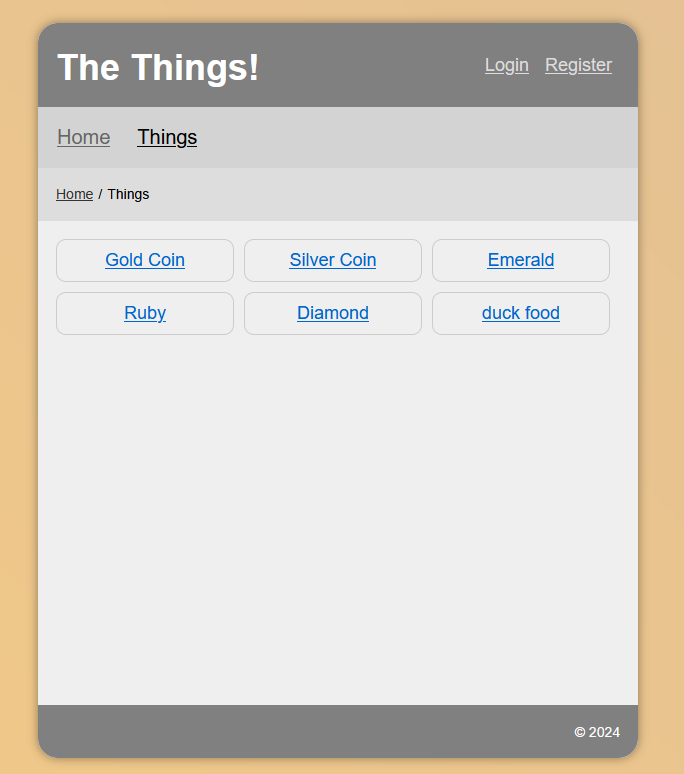 The Things! Login Register
Home Things
Home / Things
Gold Coin Silver Coin Emerald
Ruby Diamond duck food
© 2024